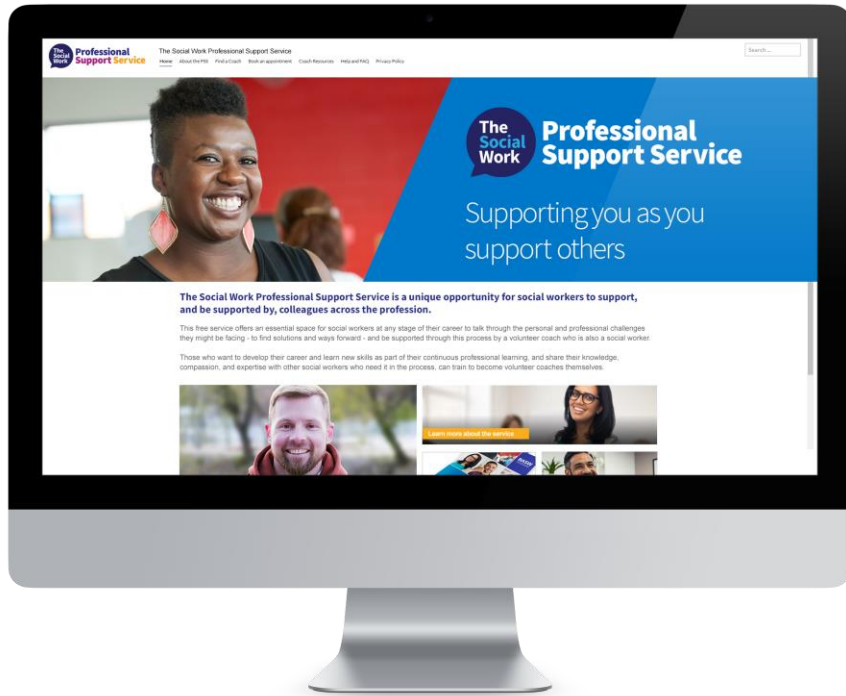 The
Social
Work
Professional
Support Service
The Social Work Professional Support Service
Home About the PSS Find a Coach Book an appointment Coach Resources Help and FAQ Privacy Policy
Search ...
The
Social
Work
Professional
Support Service
Supporting you as you
support others
The Social Work Professional Support Service is a unique opportunity for social workers to support,
and be supported by, colleagues across the profession.
This free service offers an essential space for social workers at any stage of their career to talk through the personal and professional challenges
they might be facing - to find solutions and ways forward - and be supported through this process by a volunteer coach who is also a social worker.
Those who want to develop their career and learn new skills as part of their continuous professional learning, and share their knowledge,
compassion, and expertise with other social workers who need it in the process, can train to become volunteer coaches themselves.
Learn more about the service